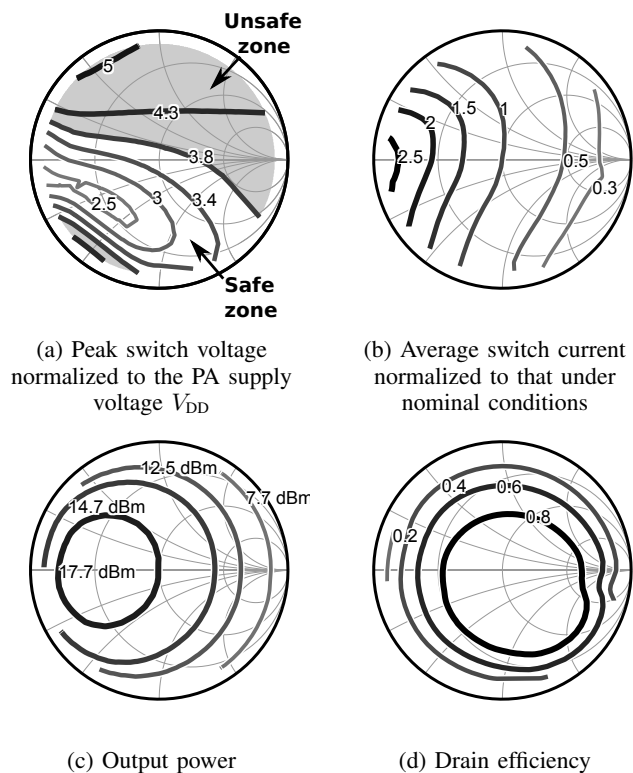 Unsafe
zone
5
4.3
3.8
3.4
3
2.5
Safe
zone
2.5
2
1.5
1
0.5
0.3
(a) Peak switch voltage
normalized to the PA supply
voltage VDD
(b) Average switch current
normalized to that under
nominal conditions
12.5 dBm
7.7 dBm
14.7 dBm
17.7 dBm
0.4
0.6
0.8
0.2
(c) Output power
(d) Drain efficiency